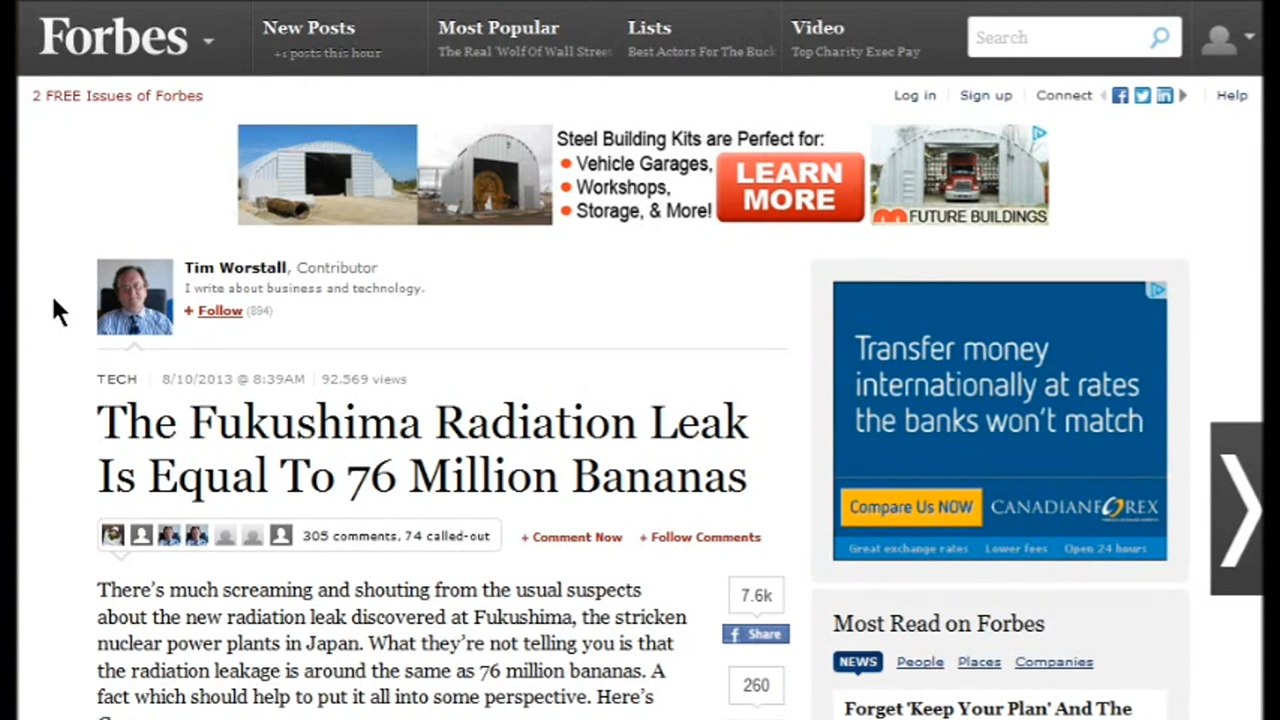 Forbes
New Posts
+1 posts this hour
Most Popular
The Real 'Wolf Of Wall Street
Lists
Best Actors For The Buck
Video
Top Charity Exec Pay
Search
2 FREE Issues of Forbes
Log in
Sign up
Connect
Help
Steel Building Kits are Perfect for:
• Vehicle Garages,
• Workshops,
• Storage, & More!
LEARN
MORE
FUTURE BUILDINGS
Tim Worstall, Contributor
I write about business and technology.
+ Follow (894)
TECH | 8/10/2013 @ 8:39AM | 92,569 views
The Fukushima Radiation Leak
Is Equal To 76 Million Bananas
305 comments, 74 called-out
+ Comment Now
+ Follow Comments
There's much screaming and shouting from the usual suspects
about the new radiation leak discovered at Fukushima, the stricken
nuclear power plants in Japan. What they're not telling you is that
the radiation leakage is around the same as 76 million bananas. A
fact which should help to put it all into some perspective. Here's
7.6k
f Share
260
Transfer money
internationally at rates
the banks won't match
Compare Us NOW
CANADIANFOREX
Great exchange rates
Lower fees
Open 24 hours
Most Read on Forbes
NEWS
People
Places
Companies
Forget 'Keep Your Plan' And The